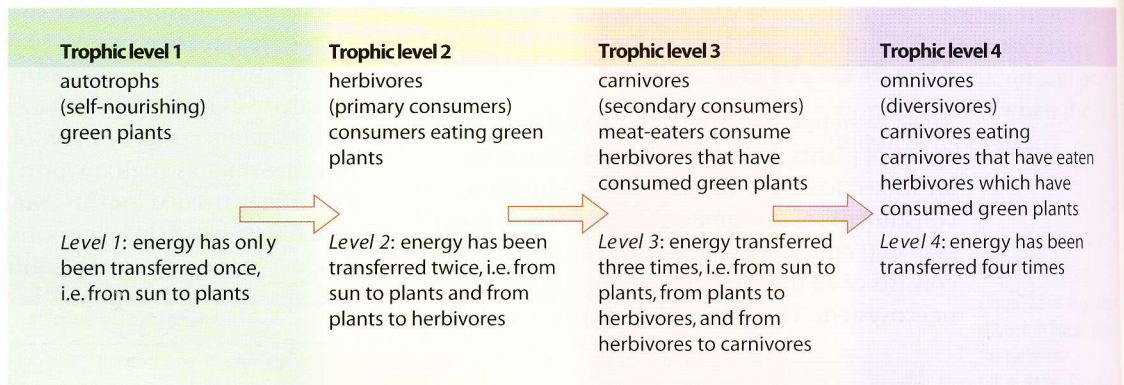 Trophic level 1
autotrophs
(self-nourishing)
green plants
Level 1: energy has only
been transferred once,
i.e. from sun to plants
Trophic level 2
herbivores
(primary consumers)
consumers eating green
plants
Level 2: energy has been
transferred twice, i.e. from
sun to plants and from
plants to herbivores
Trophic level 3
carnivores
(secondary consumers)
meat-eaters consume
herbivores that have
consumed green plants
Level 3: energy transferred
three times, i.e. from sun to
plants, from plants to
herbivores, and from
herbivores to carnivores
Trophic level 4
omnivores
(diversivores)
carnivores eating
carnivores that have eaten
herbivores which have
consumed green plants
Level 4: energy has been
transferred four times